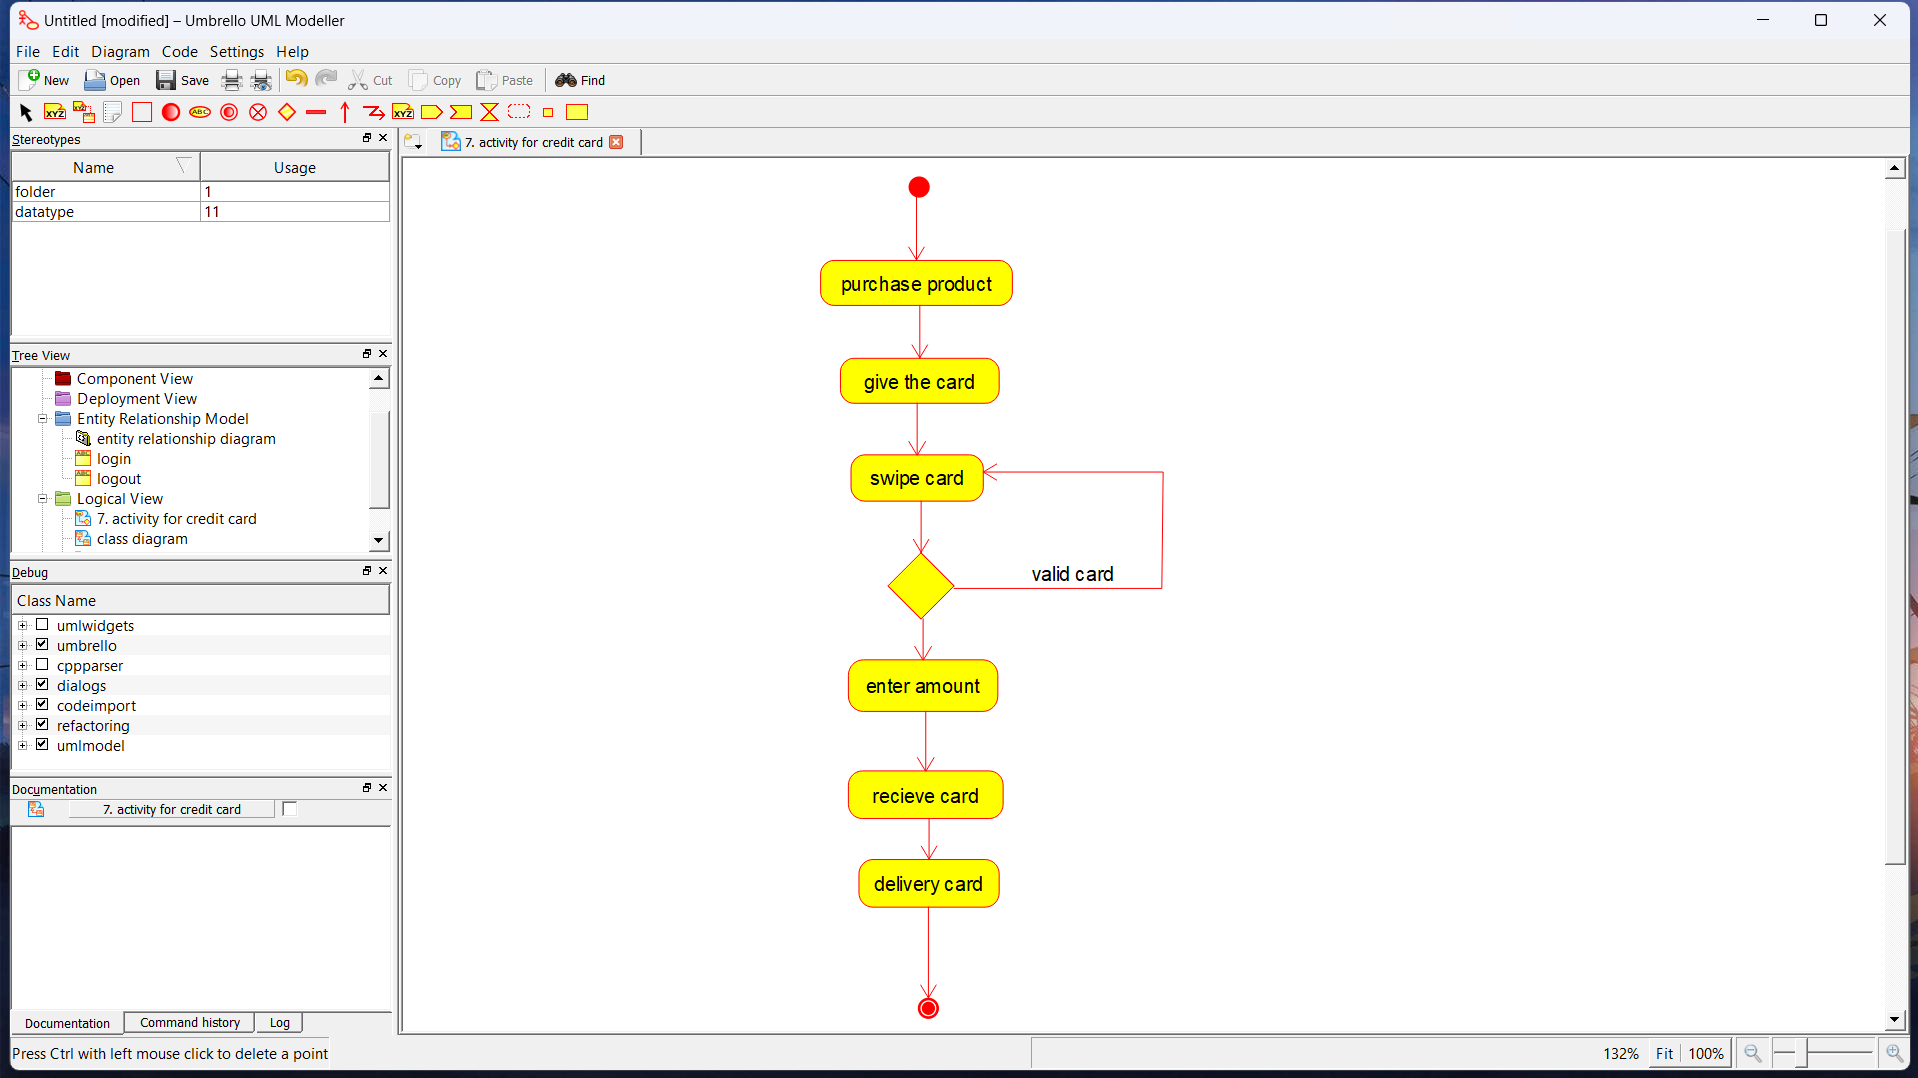 Untitled [modified] – Umbrello UML Modeller
File Edit Diagram Code Settings Help
New Open Save Cut Copy Paste Find
XYZ XYZ ABC XYZ
Stereotypes
Name Usage
folder 1
datatype 11
Tree View
Component View
Deployment View
Entity Relationship Model
entity relationship diagram
login
logout
Logical View
7. activity for credit card
class diagram
Debug
Class Name
umlwidgets
umbrello
cppparser
dialogs
codeimport
refactoring
umlmodel
Documentation
7. activity for credit card
Documentation Command history Log
Press Ctrl with left mouse click to delete a point
7. activity for credit card
purchase product
give the card
swipe card
valid card
enter amount
recieve card
delivery card
132% Fit 100%